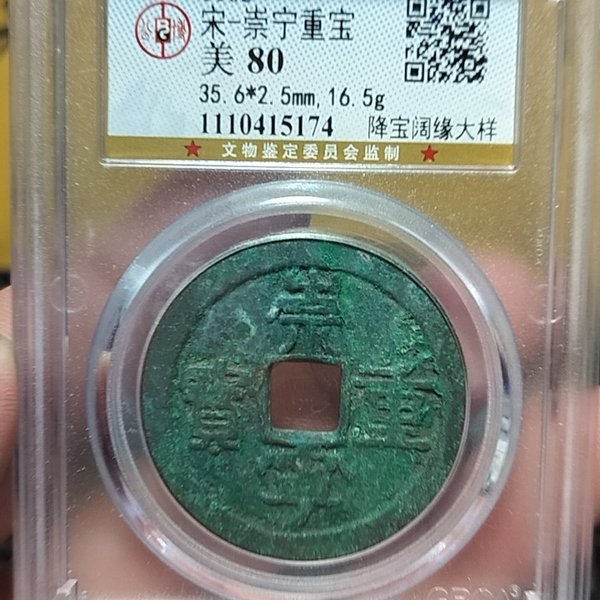 宋-崇宁重宝
美 80
35.6*2.5mm,16.5g
1110415174 降宝阔缘大样
文物鉴定委员会监制
崇
寶 重
寧